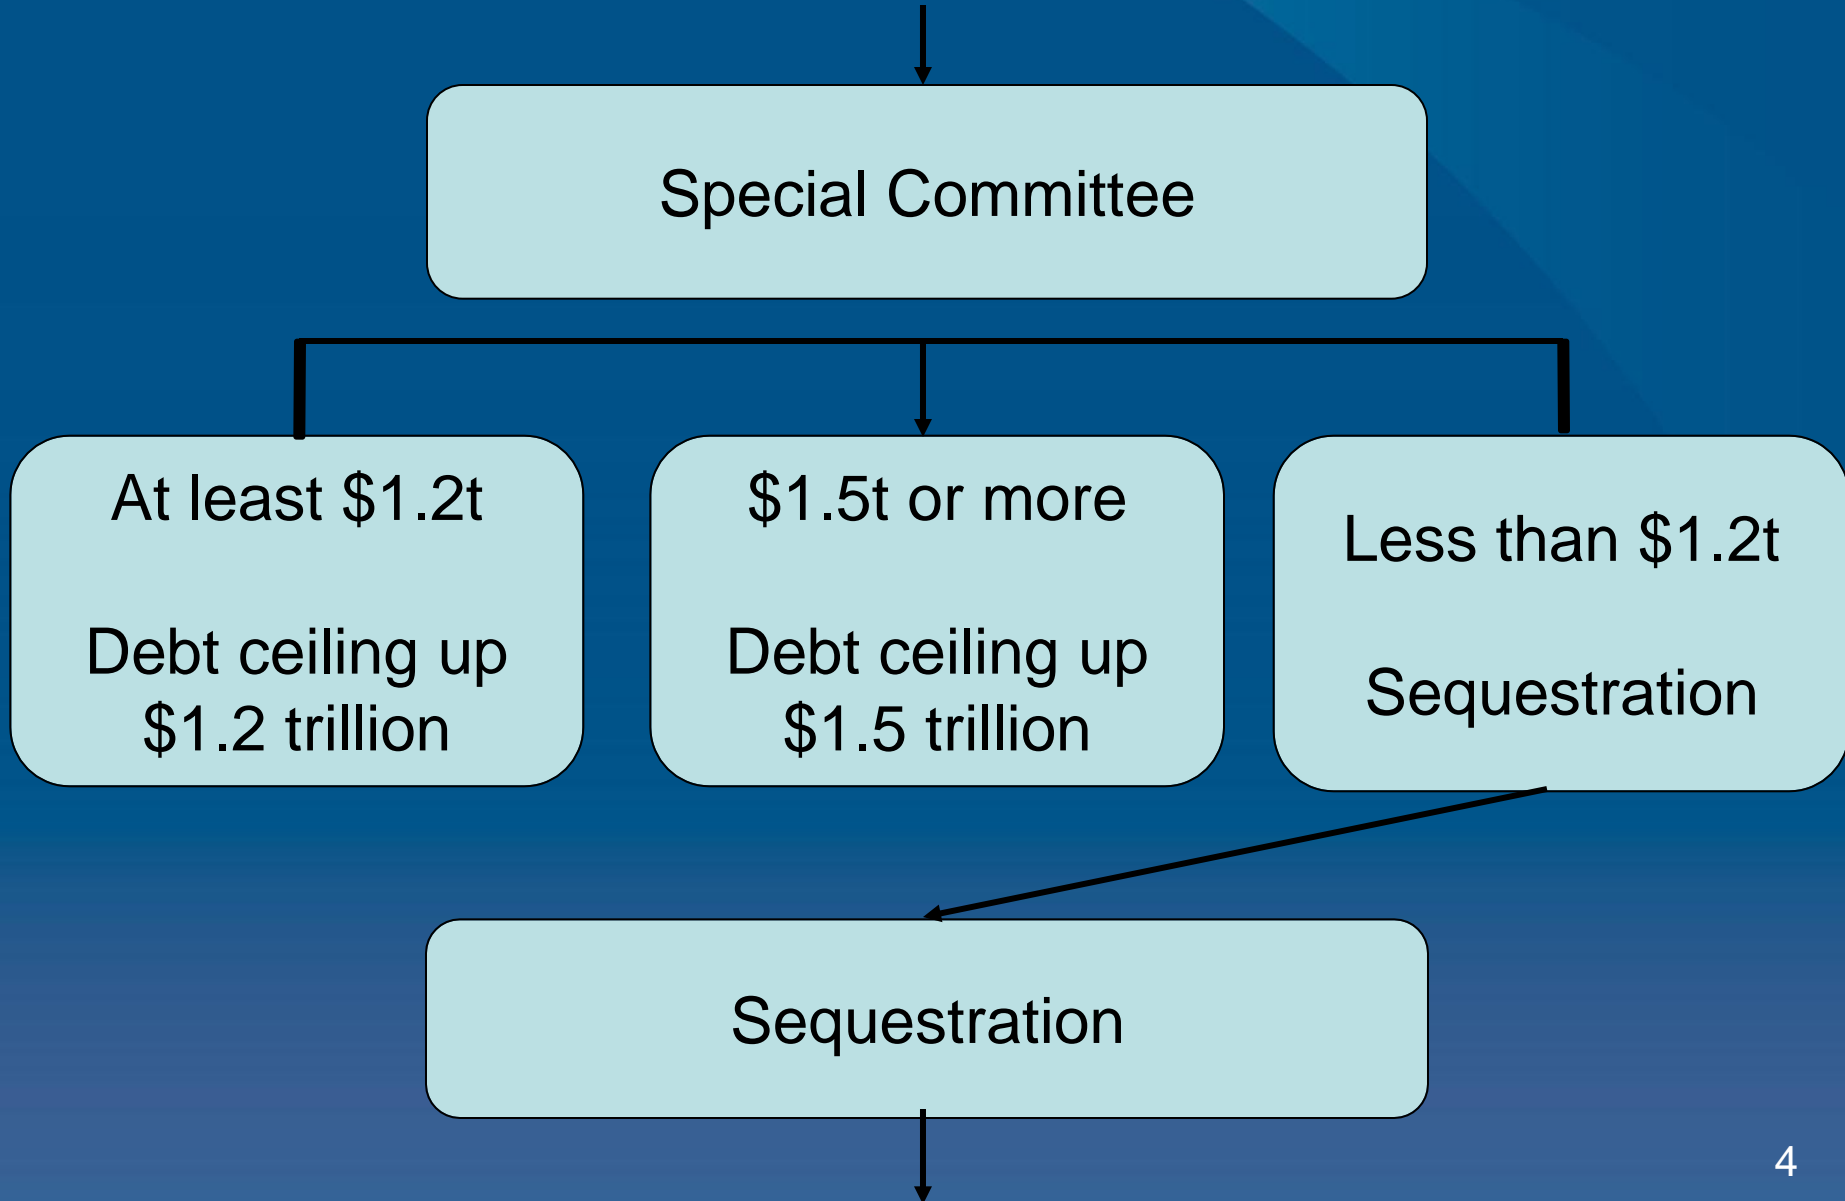 Special Committee
At least $1.2t
Debt ceiling up
$1.2 trillion
$1.5t or more
Debt ceiling up
$1.5 trillion
Less than $1.2t
Sequestration
Sequestration
4